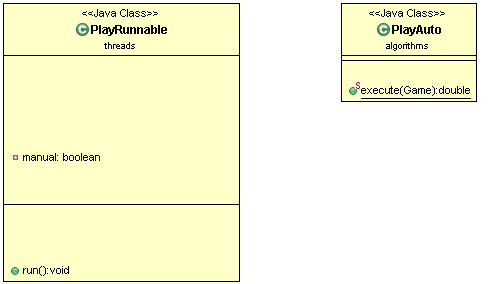 <<Java Class>>
C PlayRunnable
threads
manual: boolean
run():void
<<Java Class>>
C PlayAuto
algorithms
S execute(Game):double